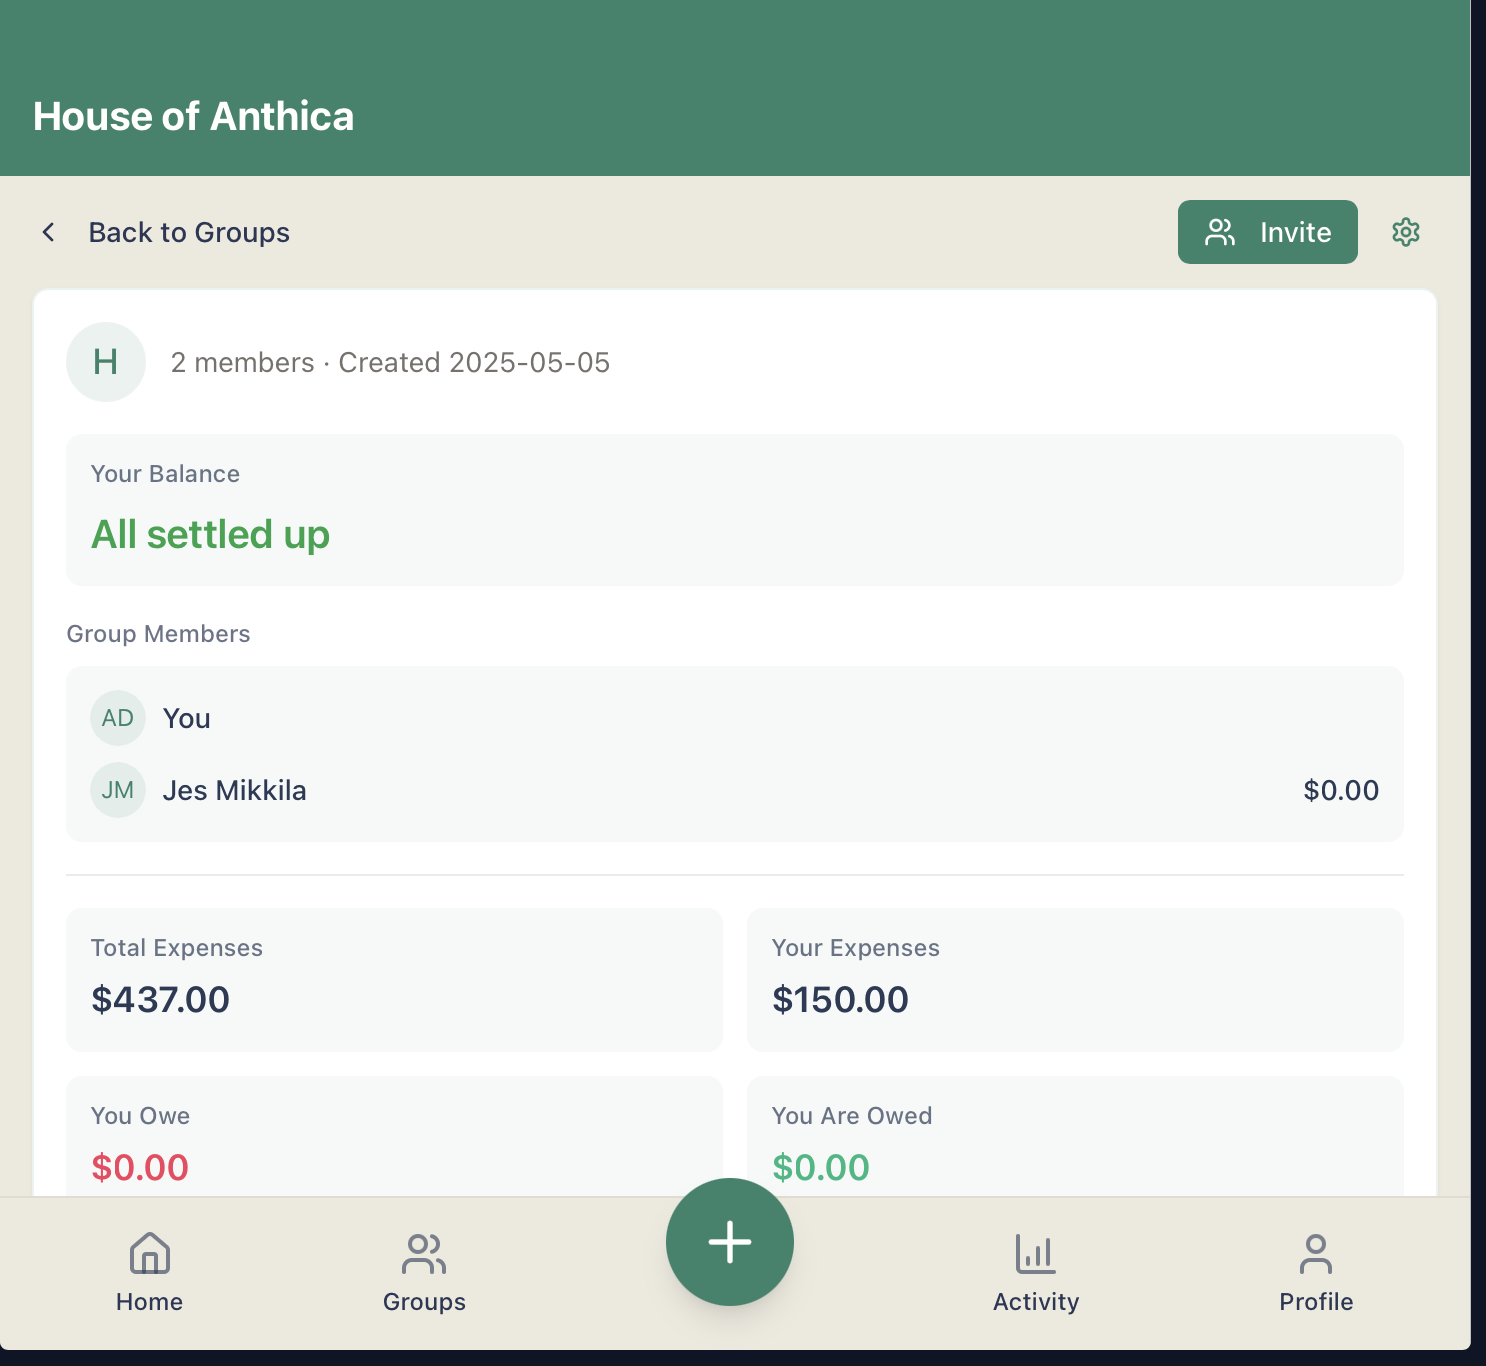 House of Anthica
Back to Groups
Invite
H
2 members · Created 2025-05-05
Your Balance
All settled up
Group Members
AD You
JM Jes Mikkila $0.00
Total Expenses
$437.00
Your Expenses
$150.00
You Owe
$0.00
You Are Owed
$0.00
Home
Groups
Activity
Profile